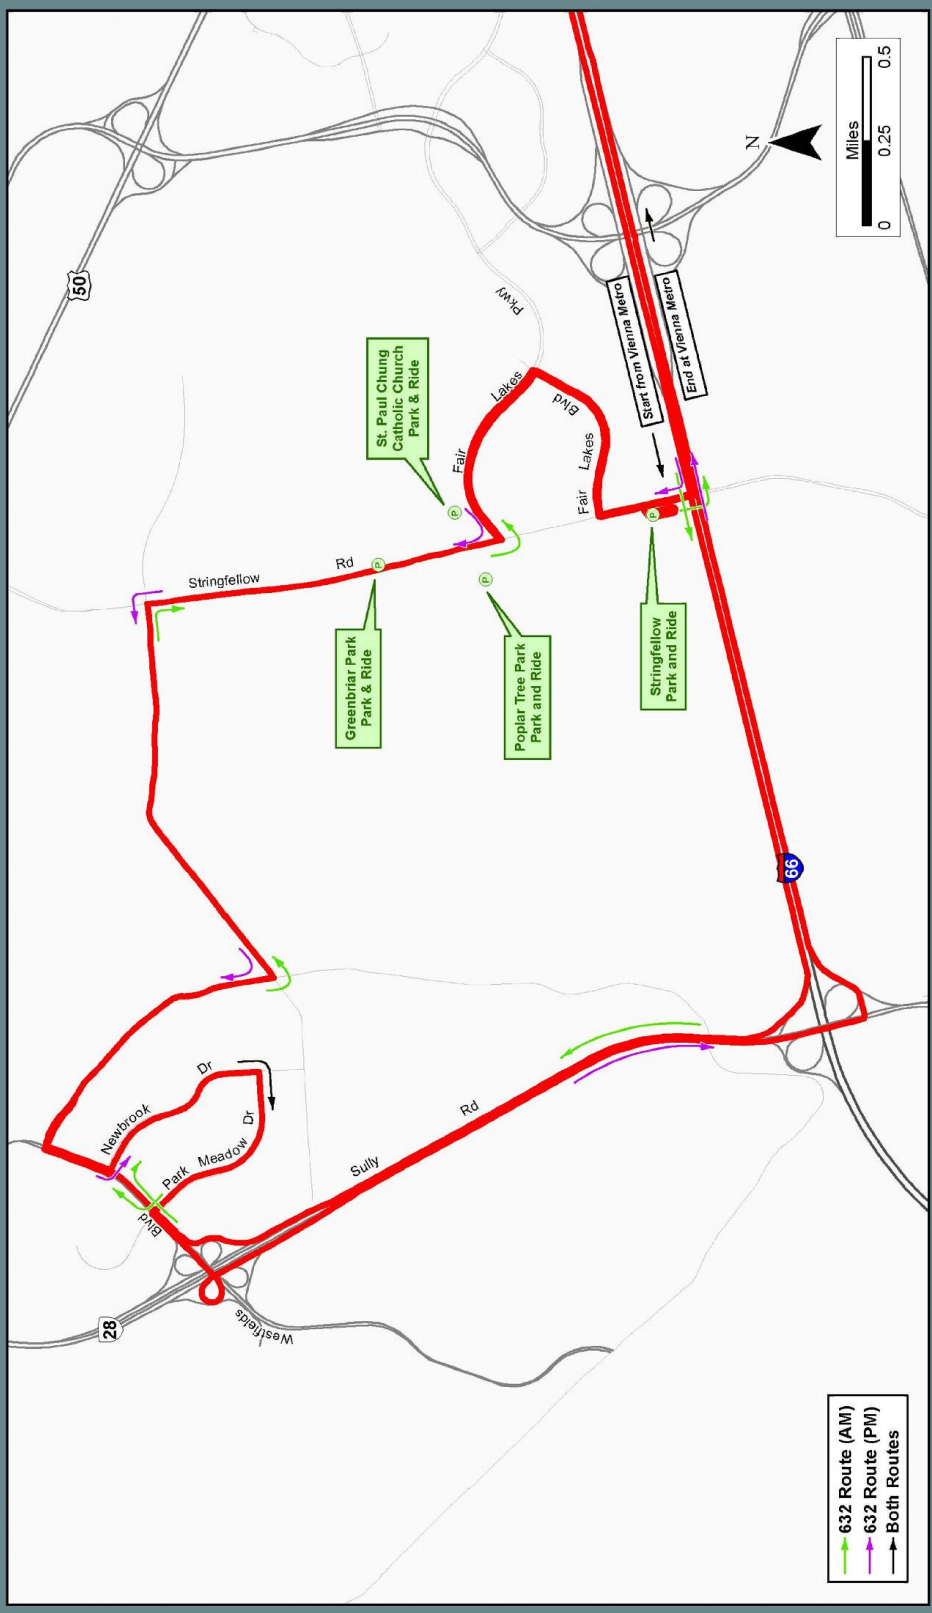 50
28
66
N
Miles
0
0.25
0.5
St. Paul Chung
Catholic Church
Park & Ride
Greenbriar Park
Park & Ride
Poplar Tree Park
Park and Ride
Stringfellow
Park and Ride
P
P
P
P
Stringfellow Rd
Fair Lakes Pkwy
Fair Lakes Blvd
Start from Vienna Metro
End at Vienna Metro
Newbrook Dr
Park Meadow Dr
Westfields Blvd
Sully Rd
632 Route (AM)
632 Route (PM)
Both Routes